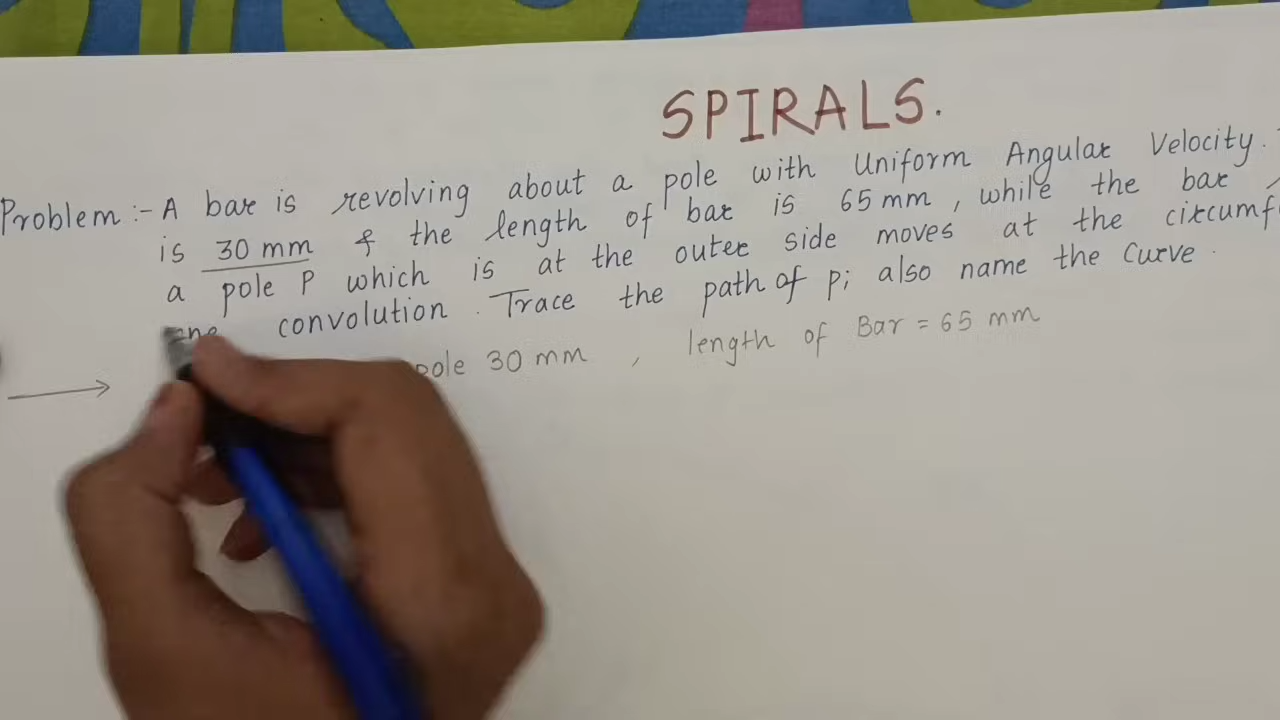 SPIRALS.
Problem :- A bar is revolving about a pole with Uniform Angular Velocity.
is 30 mm & the length of bar is 65 mm, while the bar
a pole P which is at the outer side moves at the circumf
one convolution. Trace the path of p; also name the Curve.
pole 30 mm, length of Bar = 65 mm